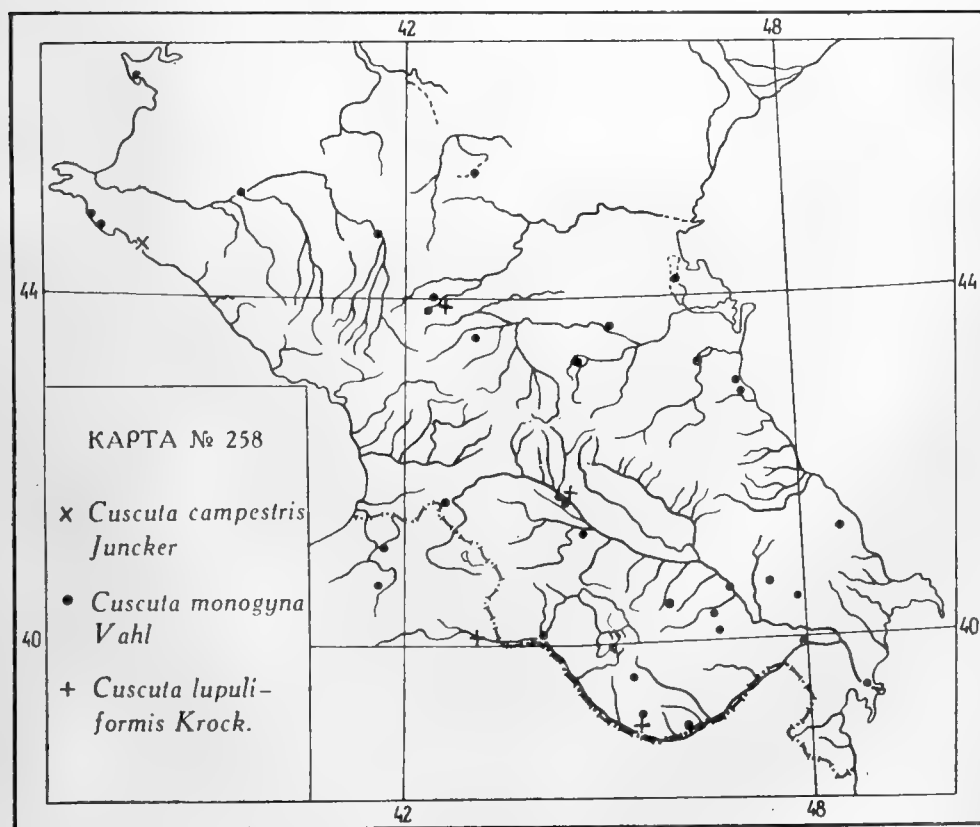 42 48
44 44
КАРТА № 258
x Cuscuta campestris
Juncker
• Cuscuta monogyna
Vahl
40 40
+ Cuscuta lupuli-
formis Krock.
42 48